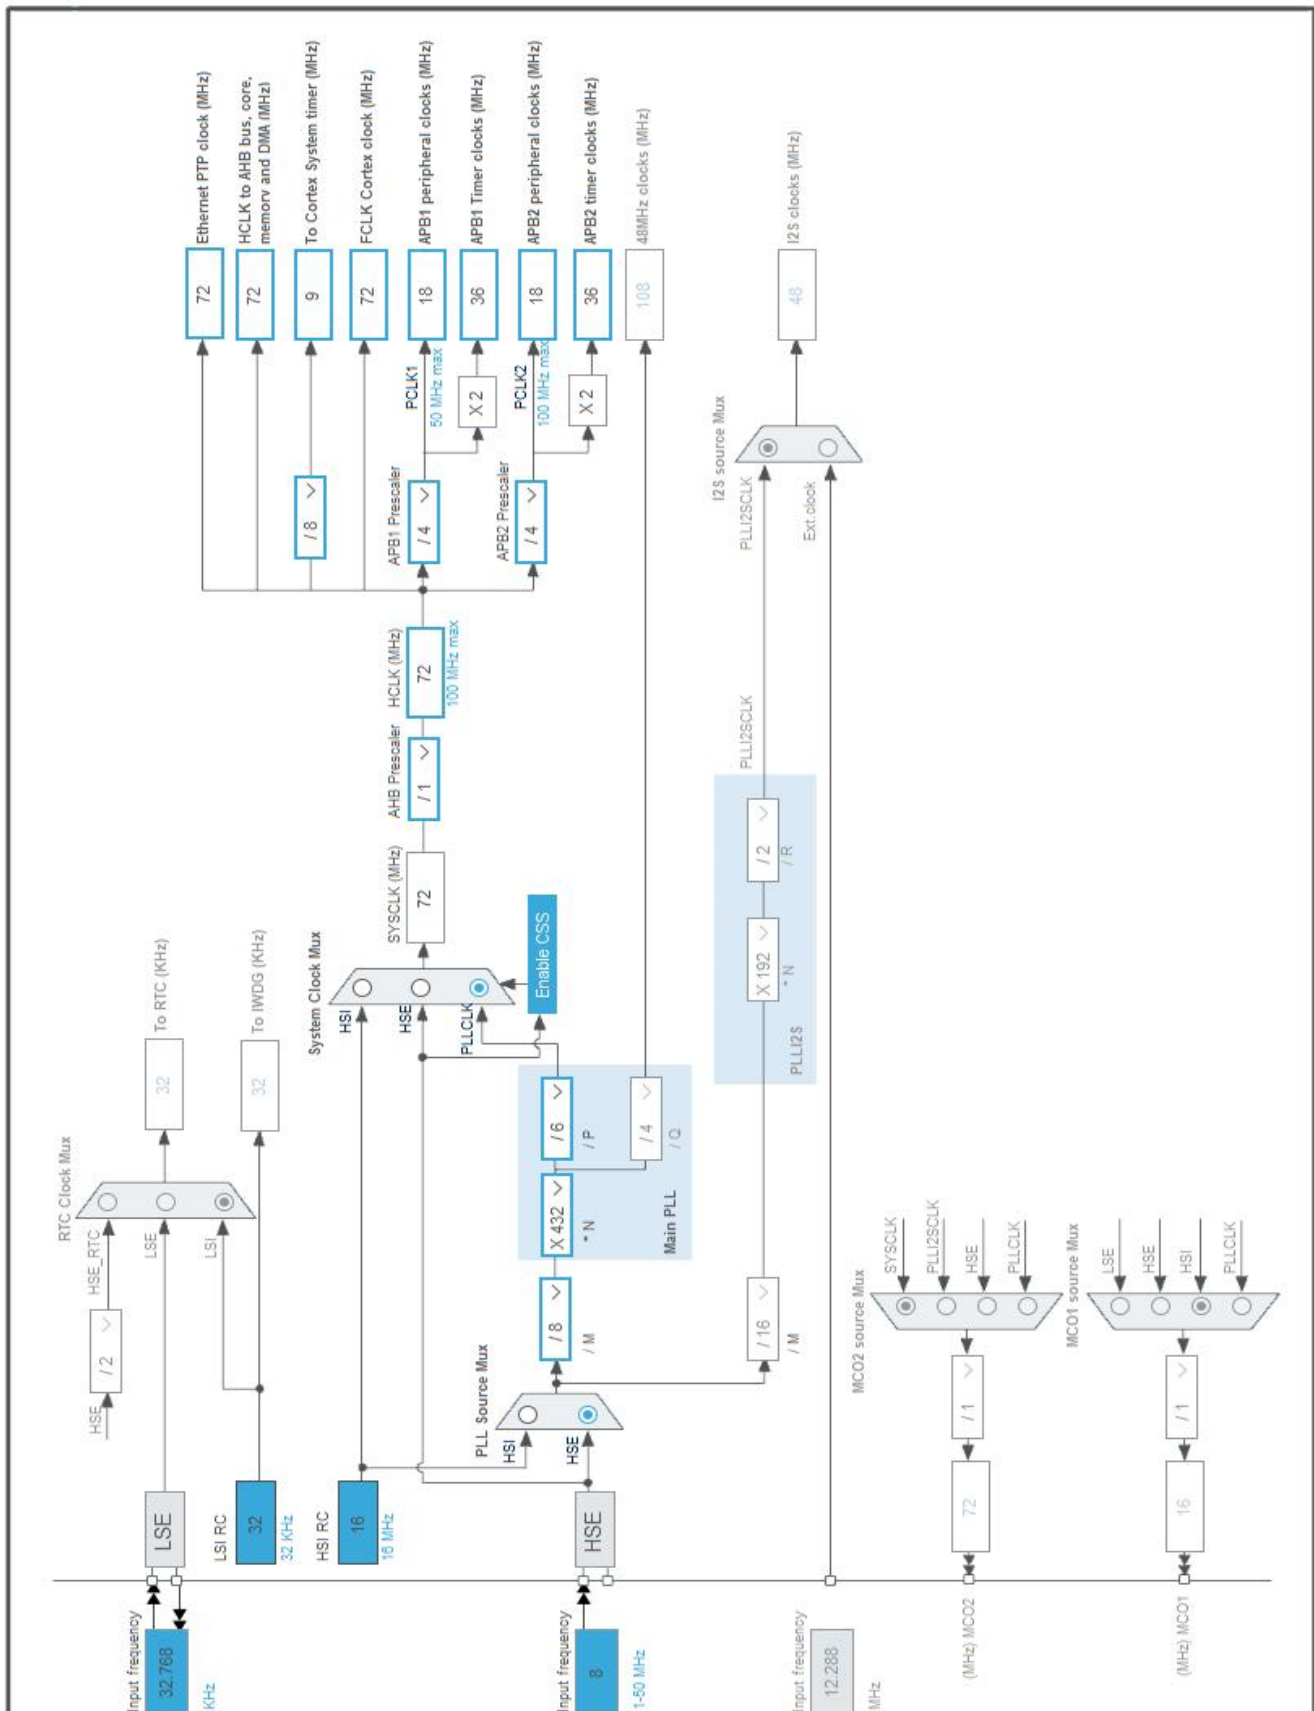 Input frequency
32.768
KHz
LSE
HSE
/ 2
HSE_RTC
RTC Clock Mux
LSE
LSI
32
To RTC (KHz)
LSI RC
32
32 KHz
32
To IWDG (KHz)
HSI RC
16
16 MHz
System Clock Mux
HSI
HSE
PLLCLK
Enable CSS
SYSCLK (MHz)
72
AHB Prescaler
/ 1
HCLK (MHz)
72
100 MHz max
72
Ethernet PTP clock (MHz)
72
HCLK to AHB bus, core,
memory and DMA (MHz)
/ 8
9
To Cortex System timer (MHz)
72
FCLK Cortex clock (MHz)
APB1 Prescaler
/ 4
PCLK1
50 MHz max
18
APB1 peripheral clocks (MHz)
X 2
36
APB1 Timer clocks (MHz)
APB2 Prescaler
/ 4
PCLK2
100 MHz max
18
APB2 peripheral clocks (MHz)
X 2
36
APB2 timer clocks (MHz)
108
48MHz clocks (MHz)
Input frequency
8
1-50 MHz
HSE
PLL Source Mux
HSI
HSE
/ 8
/ M
X 432
* N
/ 6
/ P
/ 4
/ Q
Main PLL
/ 16
/ M
X 192
* N
/ 2
/ R
PLLI2S
PLLI2SCLK
I2S source Mux
PLLI2SCLK
Ext.clock
48
I2S clocks (MHz)
Input frequency
12.288
MHz
MCO2 source Mux
SYSCLK
PLLI2SCLK
HSE
PLLCLK
/ 1
72
(MHz) MCO2
MCO1 source Mux
LSE
HSE
HSI
PLLCLK
/ 1
16
(MHz) MCO1